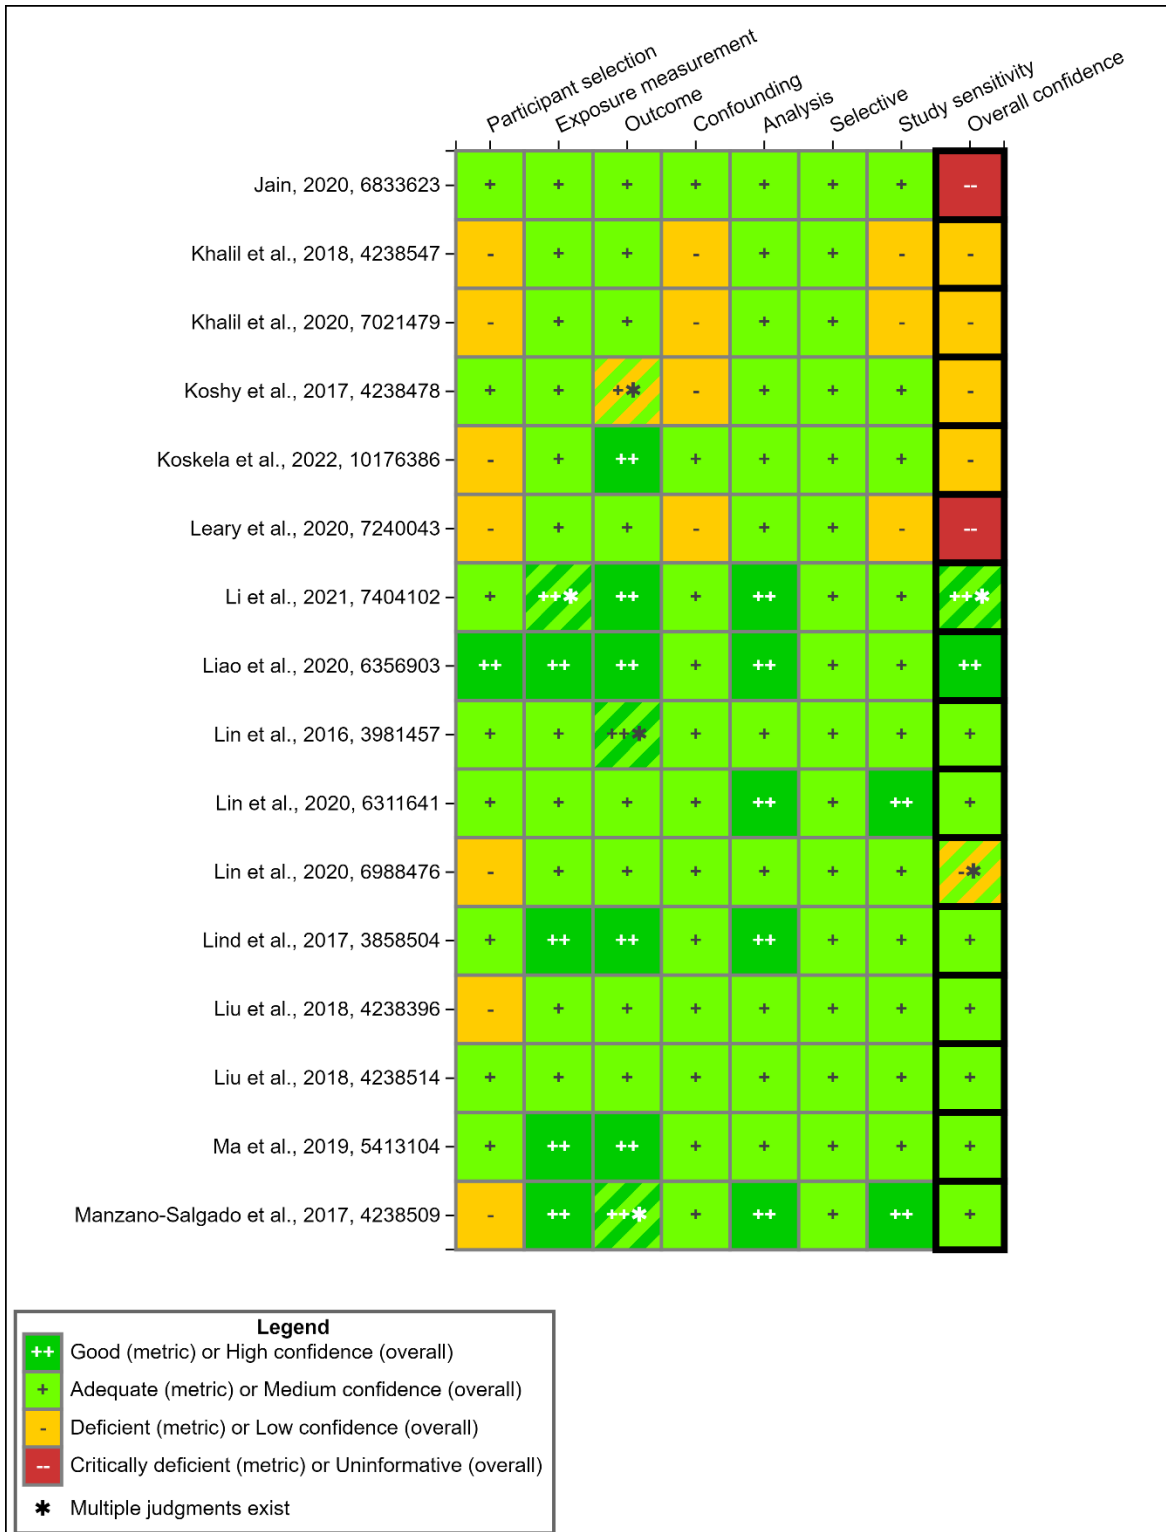 Participant selection
Exposure measurement
Outcome
Confounding
Analysis
Selective
Study sensitivity
Overall confidence
Jain, 2020, 6833623 + + + + + + + --
Khalil et al., 2018, 4238547 - + + - + + - -
Khalil et al., 2020, 7021479 - + + - + + - -
Koshy et al., 2017, 4238478 + + +✱ - + + + -
Koskela et al., 2022, 10176386 - + ++ + + + + -
Leary et al., 2020, 7240043 - + + - + + - --
Li et al., 2021, 7404102 + ++✱ ++ + ++ + + ++✱
Liao et al., 2020, 6356903 ++ ++ ++ + ++ + + ++
Lin et al., 2016, 3981457 + + ++✱ + + + + +
Lin et al., 2020, 6311641 + + + + ++ + ++ +
Lin et al., 2020, 6988476 - + + + + + + -✱
Lind et al., 2017, 3858504 + ++ ++ + ++ + + +
Liu et al., 2018, 4238396 - + + + + + + +
Liu et al., 2018, 4238514 + + + + + + + +
Ma et al., 2019, 5413104 + ++ ++ + + + + +
Manzano-Salgado et al., 2017, 4238509 - ++ ++✱ + ++ + ++ +
Legend
++ Good (metric) or High confidence (overall)
+ Adequate (metric) or Medium confidence (overall)
- Deficient (metric) or Low confidence (overall)
-- Critically deficient (metric) or Uninformative (overall)
✱ Multiple judgments exist